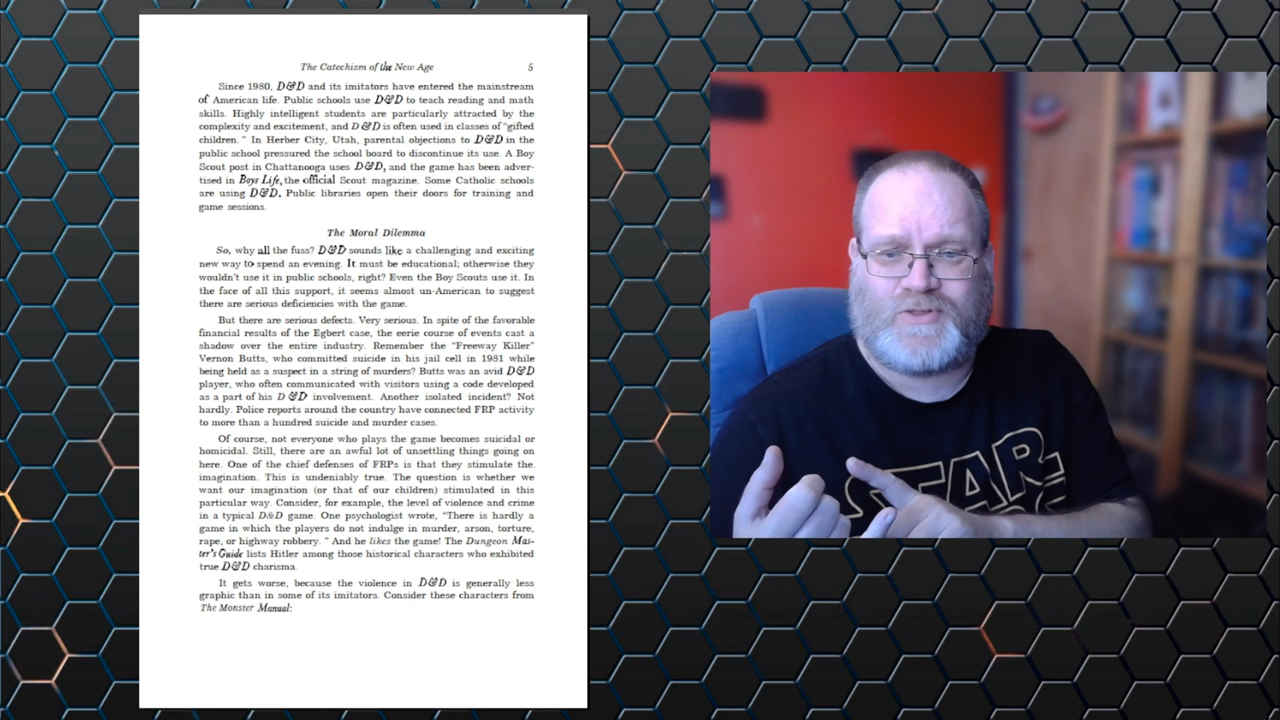 The Catechism of the New Age 5
Since 1980, D&D and its imitators have entered the mainstream
of American life. Public schools use D&D to teach reading and math
skills. Highly intelligent students are particularly attracted by the
complexity and excitement, and D&D is often used in classes of "gifted
children." In Herber City, Utah, parental objections to D&D in the
public school pressured the school board to discontinue its use. A Boy
Scout post in Chattanooga uses D&D, and the game has been adver-
tised in Boys Life, the official Scout magazine. Some Catholic schools
are using D&D. Public libraries open their doors for training and
game sessions.
The Moral Dilemma
So, why all the fuss? D&D sounds like a challenging and exciting
new way to spend an evening. It must be educational; otherwise they
wouldn't use it in public schools, right? Even the Boy Scouts use it. In
the face of all this support, it seems almost un-American to suggest
there are serious deficiencies with the game.
But there are serious defects. Very serious. In spite of the favorable
financial results of the Egbert case, the eerie course of events cast a
shadow over the entire industry. Remember the "Freeway Killer"
Vernon Butts, who committed suicide in his jail cell in 1981 while
being held as a suspect in a string of murders? Butts was an avid D&D
player, who often communicated with visitors using a code developed
as a part of his D&D involvement. Another isolated incident? Not
hardly. Police reports around the country have connected FRP activity
to more than a hundred suicide and murder cases.
Of course, not everyone who plays the game becomes suicidal or
homicidal. Still, there are an awful lot of unsettling things going on
here. One of the chief defenses of FRPs is that they stimulate the.
imagination. This is undeniably true. The question is whether we
want our imagination (or that of our children) stimulated in this
particular way. Consider, for example, the level of violence and crime
in a typical D&D game. One psychologist wrote, "There is hardly a
game in which the players do not indulge in murder, arson, torture,
rape, or highway robbery. " And he likes the game! The Dungeon Mas-
ter's Guide lists Hitler among those historical characters who exhibited
true D&D charisma.
It gets worse, because the violence in D&D is generally less
graphic than in some of its imitators. Consider these characters from
The Monster Manual:
STAR